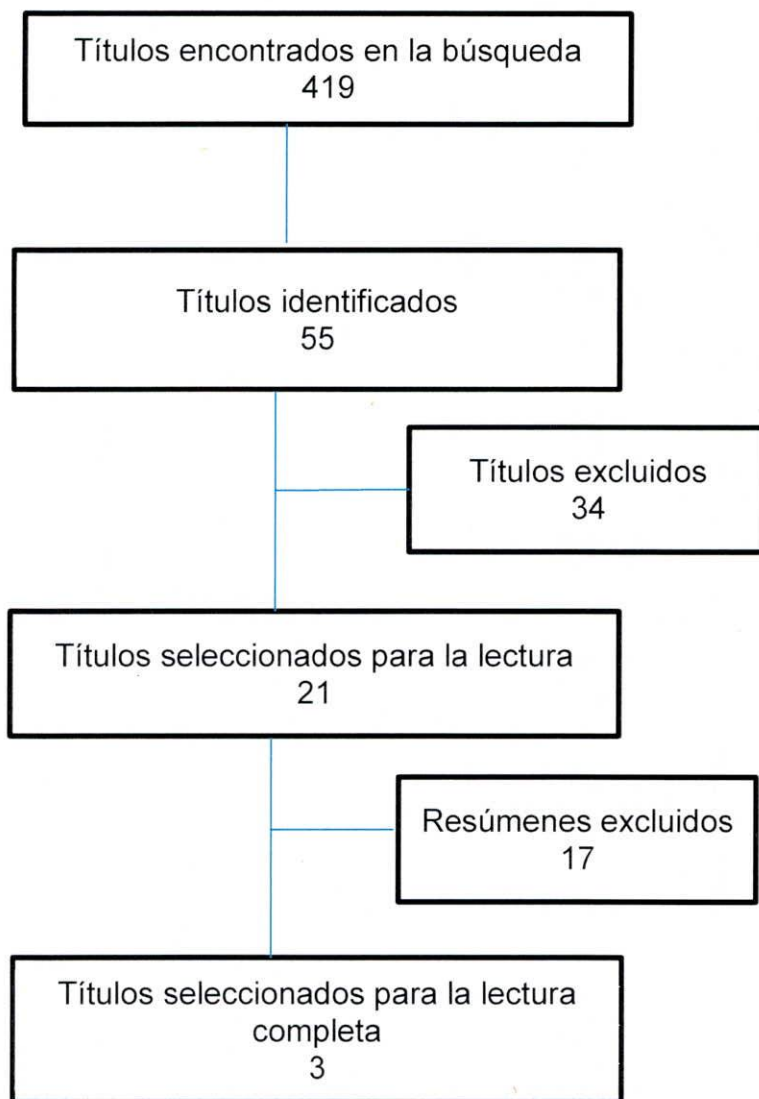 Títulos encontrados en la búsqueda
419
Títulos identificados
55
Títulos excluidos
34
Títulos seleccionados para la lectura
21
Resúmenes excluidos
17
Títulos seleccionados para la lectura
completa
3